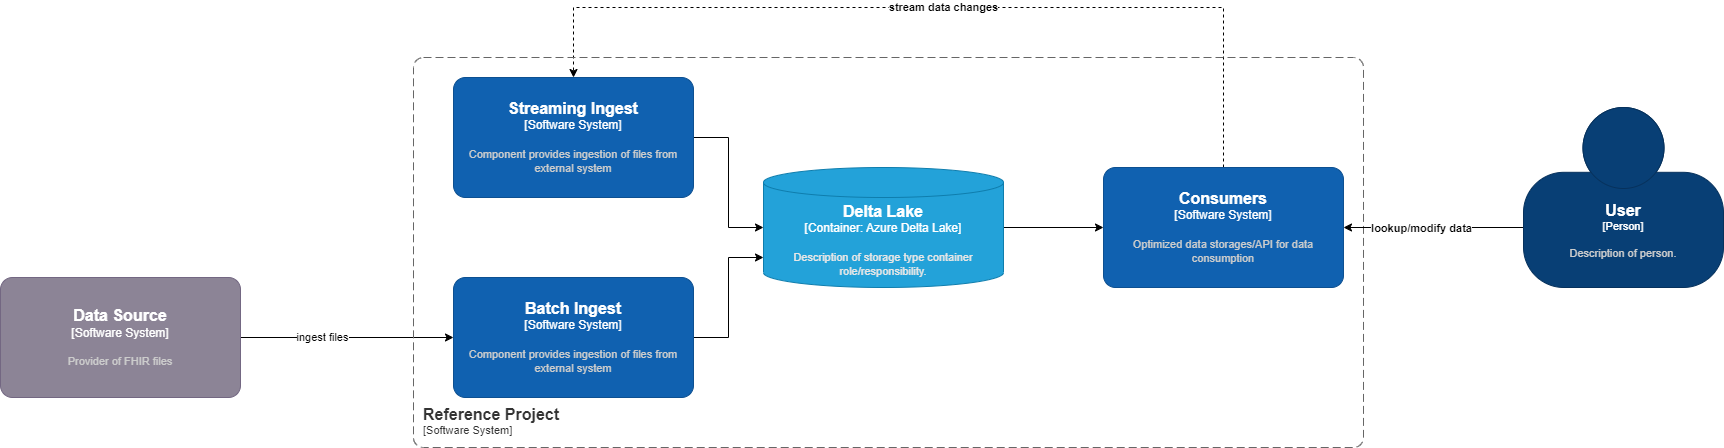 stream data changes
Streaming Ingest
[Software System]
Component provides ingestion of files from
external system
Delta Lake
[Container: Azure Delta Lake]
Description of storage type container
role/responsibility.
Consumers
[Software System]
Optimized data storages/API for data
consumption
lookup/modify data
User
[Person]
Description of person.
Data Source
[Software System]
Provider of FHIR files
ingest files
Batch Ingest
[Software System]
Component provides ingestion of files from
external system
Reference Project
[Software System]